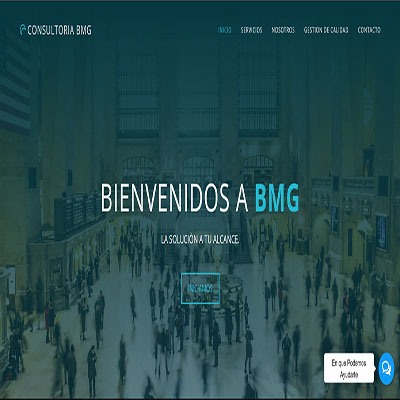 CONSULTORIA BMG
INICIO SERVICIOS NOSOTROS GESTION DE CALIDAD CONTACTO
BIENVENIDOS A BMG
LA SOLUCIÓN A TU ALCANCE.
INICIAMOS
En que Podemos
Ayudarte